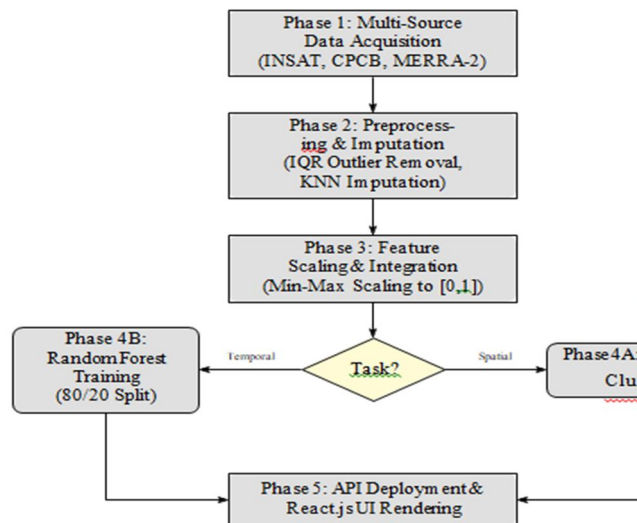 Phase 1: Multi-Source
Data Acquisition
(INSAT, CPCB, MERRA-2)
Phase 2: Preprocess-
ing & Imputation
(IQR Outlier Removal,
KNN Imputation)
Phase 3: Feature
Scaling & Integration
(Min-Max Scaling to [0,1])
Phase 4B:
Random Forest
Training
(80/20 Split)
Temporal
Task?
Spatial
Phase 4A:
Clu
Phase 5: API Deployment &
React.js UI Rendering